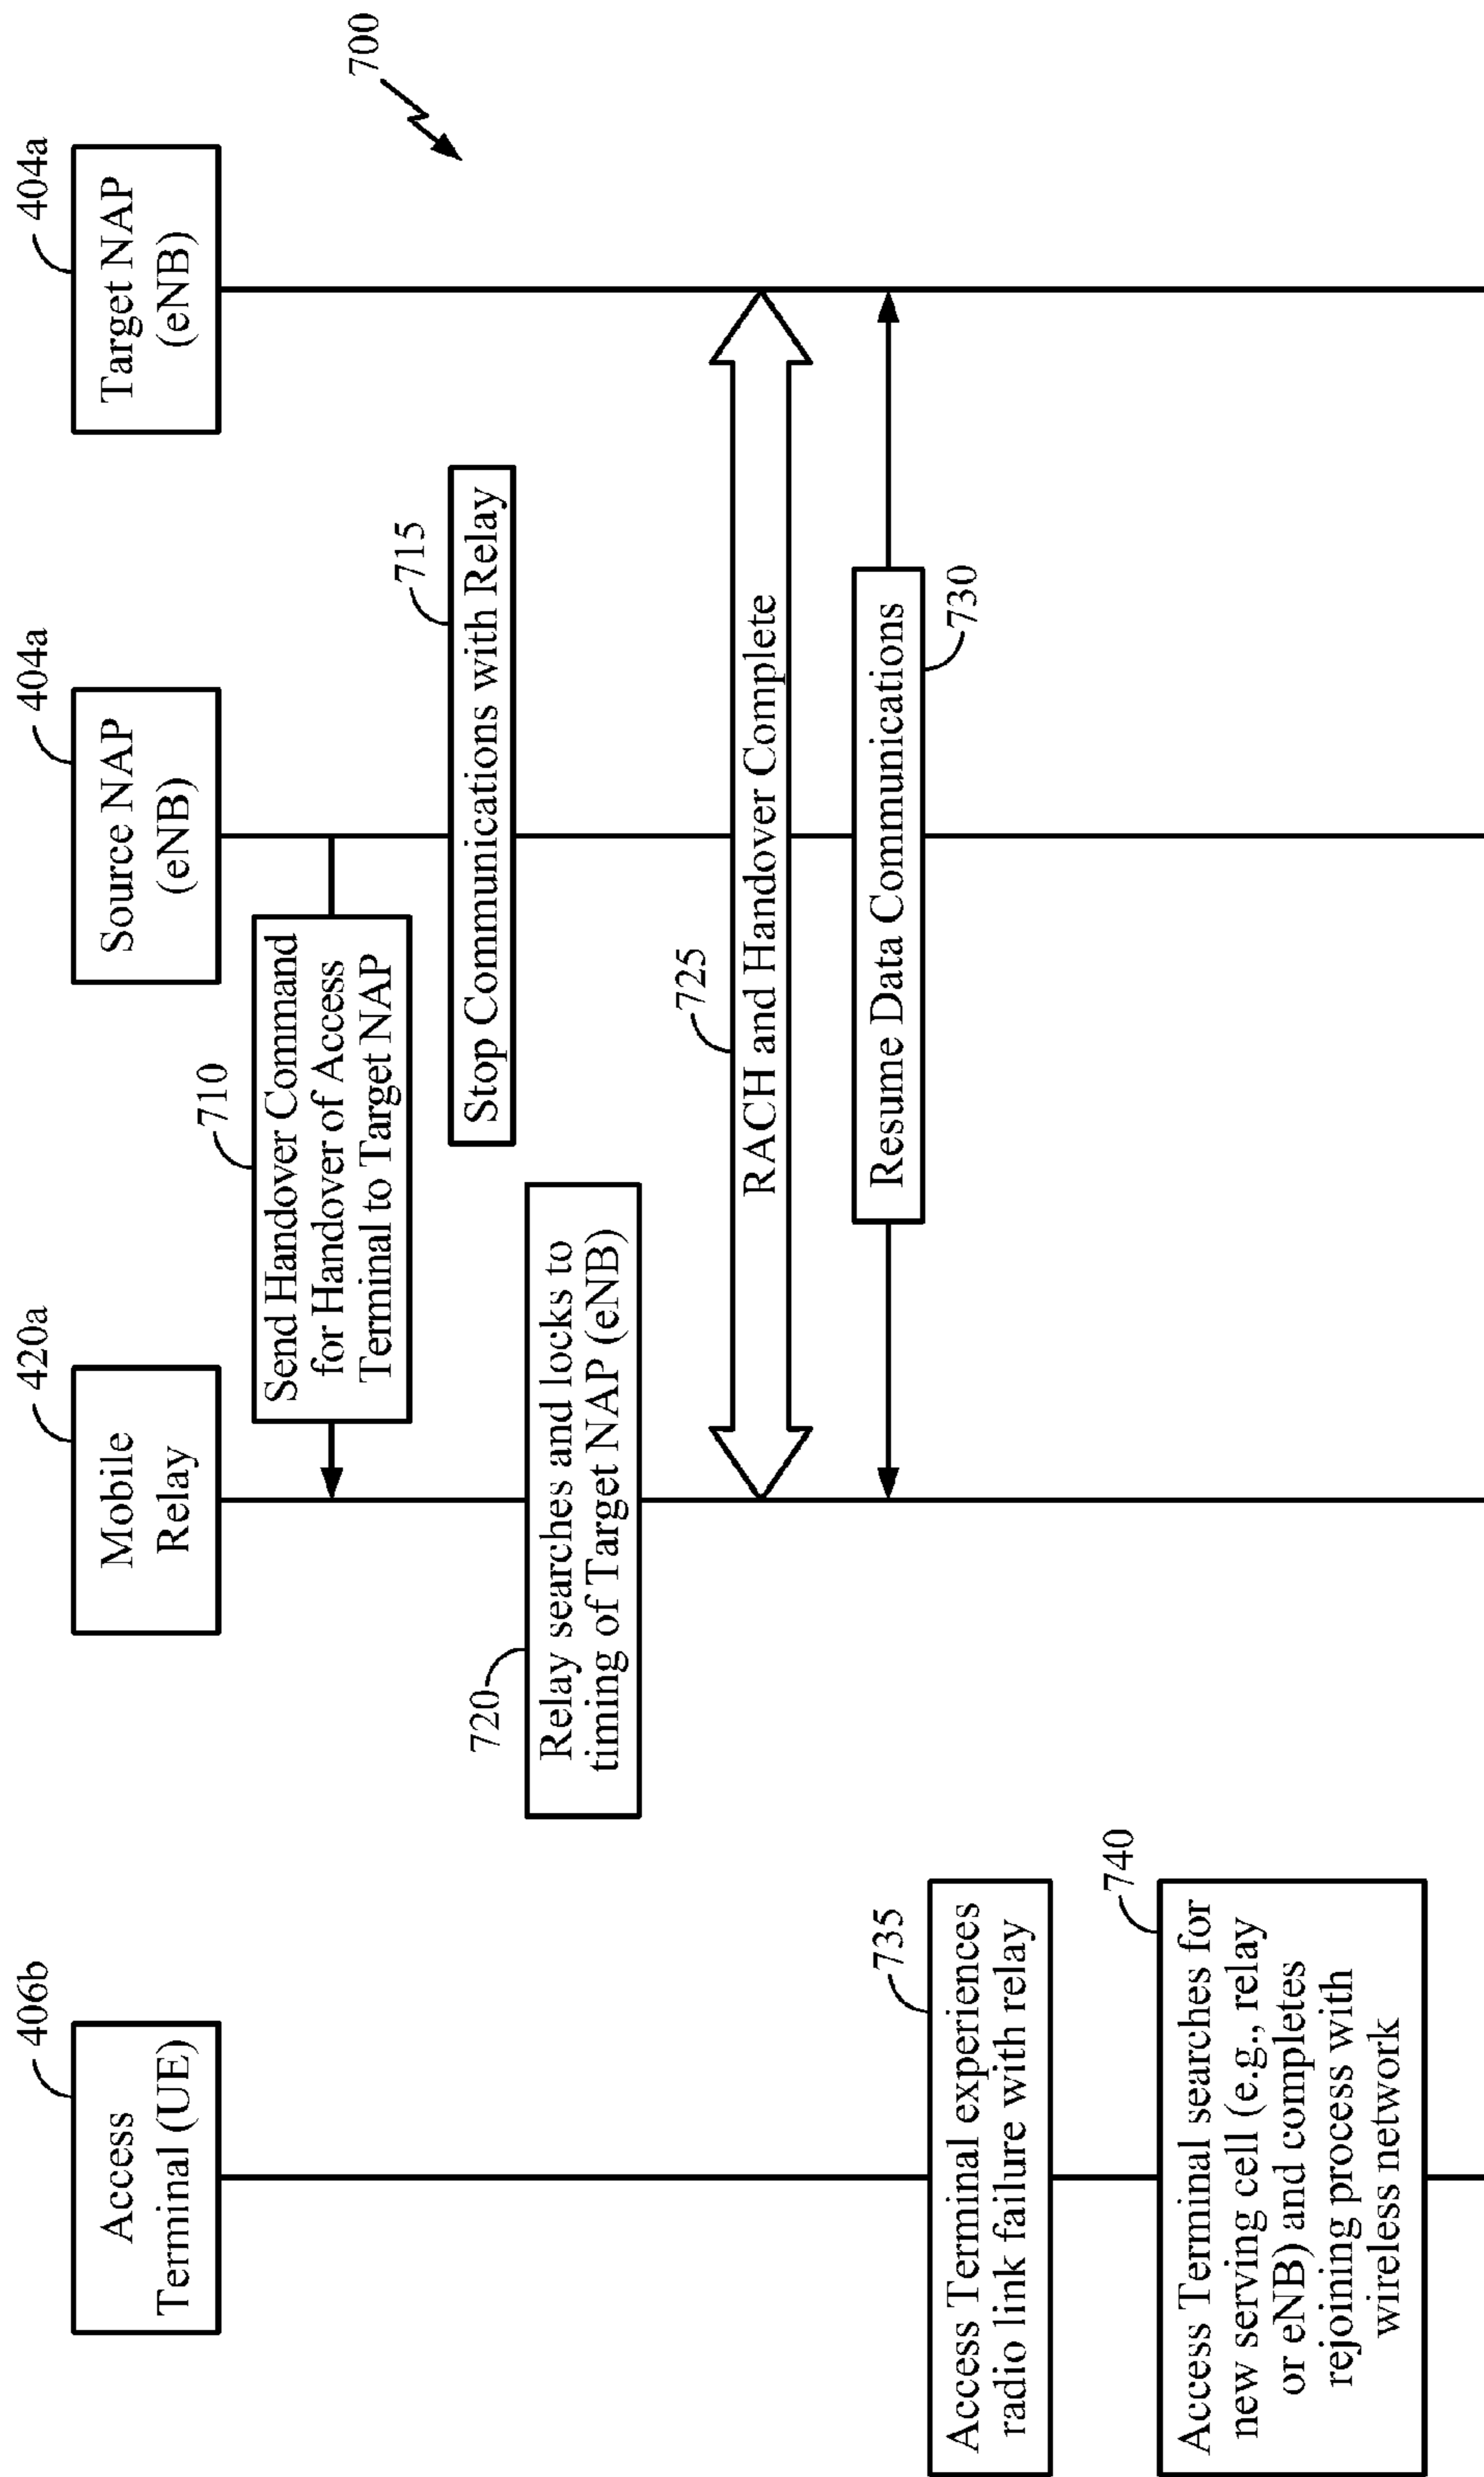 406b
Access
Terminal (UE)
420a
Mobile
Relay
404a
Source NAP
(eNB)
404a
Target NAP
(eNB)
700
710
Send Handover Command
for Handover of Access
Terminal to Target NAP
715
Stop Communications with Relay
720
Relay searches and locks to
timing of Target NAP (eNB)
725
RACH and Handover Complete
Resume Data Communications
730
735
Access Terminal experiences
radio link failure with relay
740
Access Terminal searches for
new serving cell (e.g., relay
or eNB) and completes
rejoining process with
wireless network